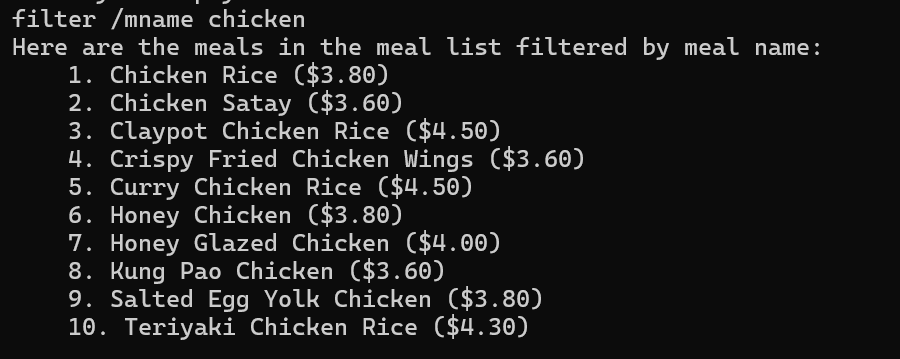 filter /mname chicken
Here are the meals in the meal list filtered by meal name:
1. Chicken Rice ($3.80)
2. Chicken Satay ($3.60)
3. Claypot Chicken Rice ($4.50)
4. Crispy Fried Chicken Wings ($3.60)
5. Curry Chicken Rice ($4.50)
6. Honey Chicken ($3.80)
7. Honey Glazed Chicken ($4.00)
8. Kung Pao Chicken ($3.60)
9. Salted Egg Yolk Chicken ($3.80)
10. Teriyaki Chicken Rice ($4.30)